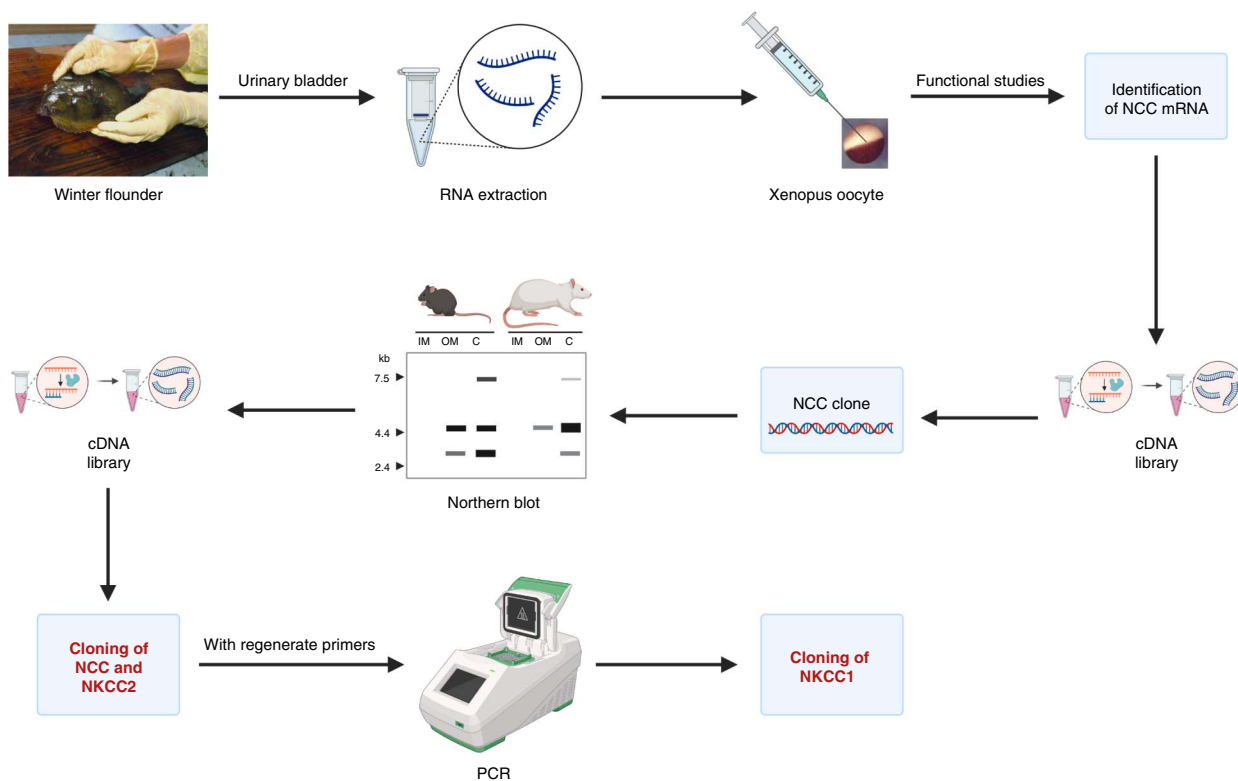 Urinary bladder
Functional studies
Identification
of NCC mRNA
Winter flounder
RNA extraction
Xenopus oocyte
IM OM C IM OM C
kb
7.5
4.4
2.4
Northern blot
NCC clone
cDNA
library
cDNA
library
Cloning of
NCC and
NKCC2
With regenerate primers
PCR
Cloning of
NKCC1